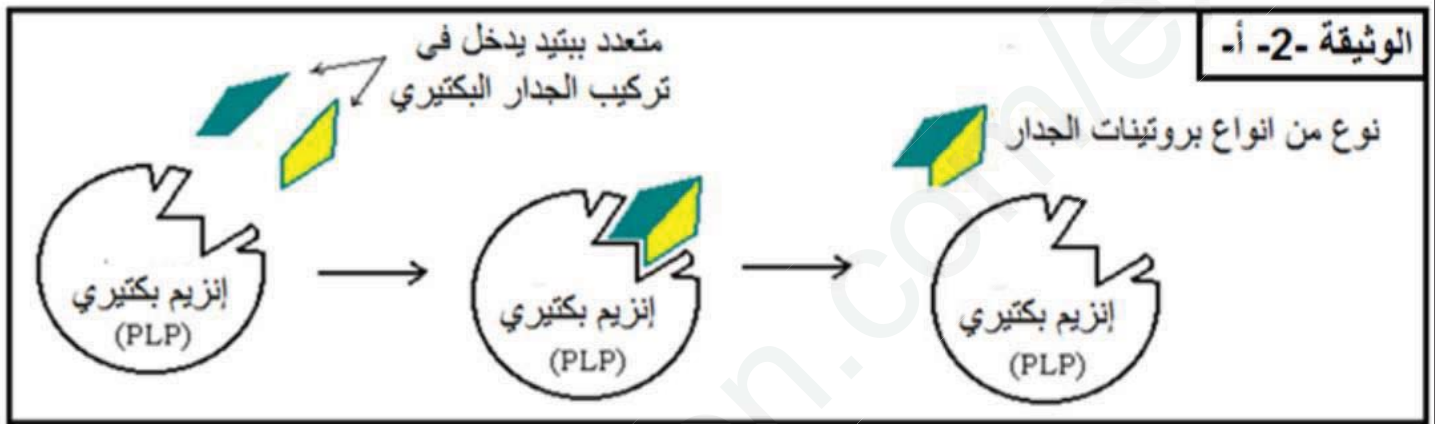 الوثيقة -2- أ-
متعدد ببتيد يدخل في
تركيب الجدار البكتيري
نوع من انواع بروتينات الجدار
إنزيم بكتيري
(PLP)
إنزيم بكتيري
(PLP)
إنزيم بكتيري
(PLP)